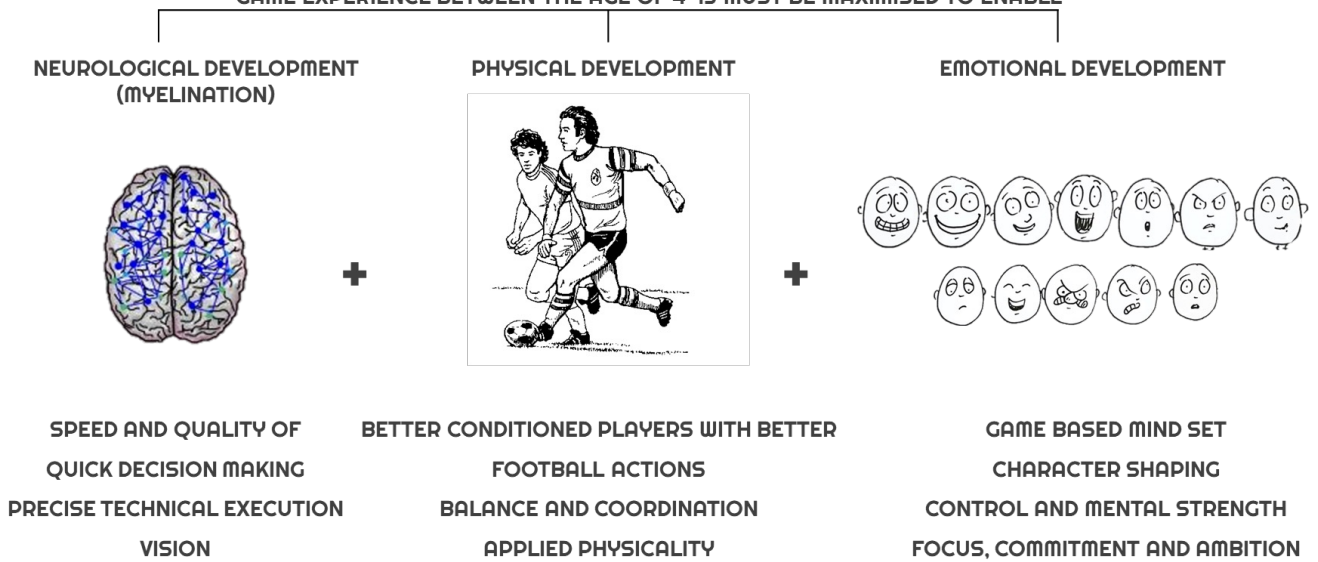 GAME EXPERIENCE BETWEEN THE AGE OF 4-15 MUST BE MAXIMISED TO ENABLE
NEUROLOGICAL DEVELOPMENT
(MYELINATION)
PHYSICAL DEVELOPMENT
EMOTIONAL DEVELOPMENT
+
+
SPEED AND QUALITY OF
QUICK DECISION MAKING
PRECISE TECHNICAL EXECUTION
VISION
BETTER CONDITIONED PLAYERS WITH BETTER
FOOTBALL ACTIONS
BALANCE AND COORDINATION
APPLIED PHYSICALITY
GAME BASED MIND SET
CHARACTER SHAPING
CONTROL AND MENTAL STRENGTH
FOCUS, COMMITMENT AND AMBITION